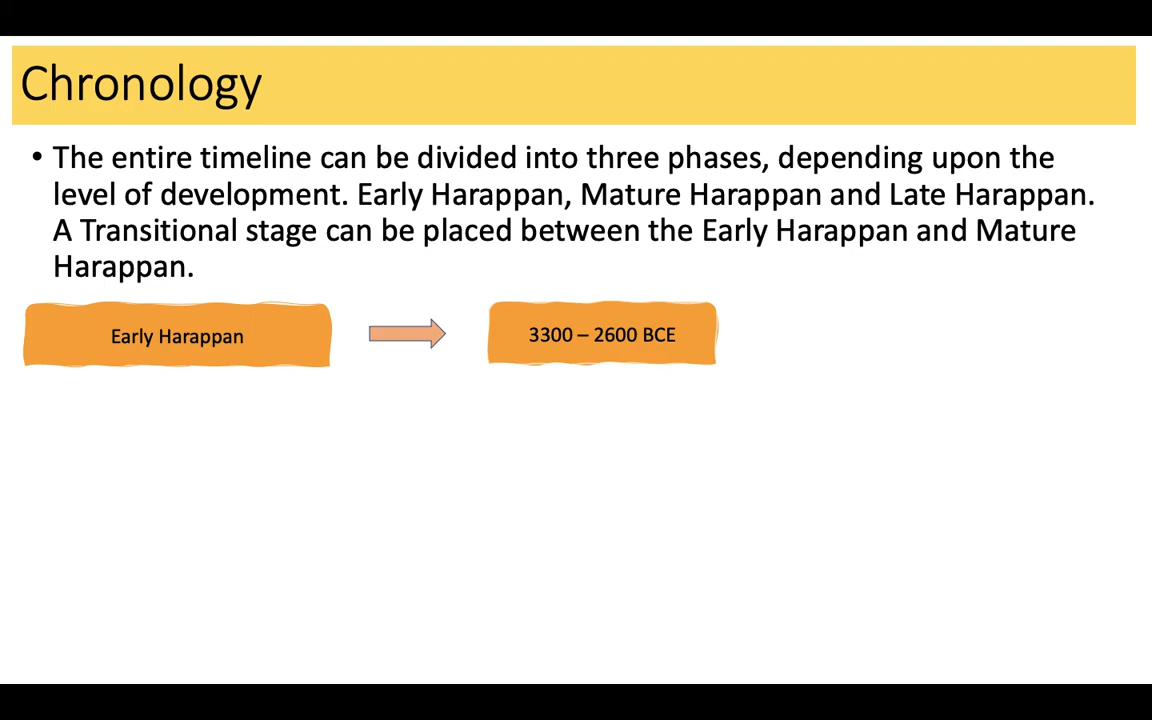 Chronology
• The entire timeline can be divided into three phases, depending upon the
level of development. Early Harappan, Mature Harappan and Late Harappan.
A Transitional stage can be placed between the Early Harappan and Mature
Harappan.
Early Harappan
3300 – 2600 BCE